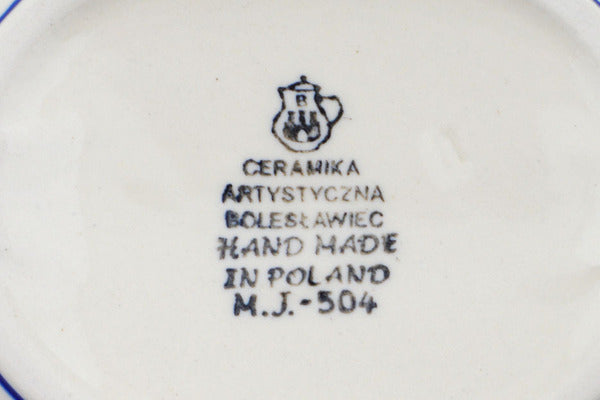 B
CERAMIKA
ARTYSTYCZNA
BOLESŁAWIEC
HAND MADE
IN POLAND
M.J.-504